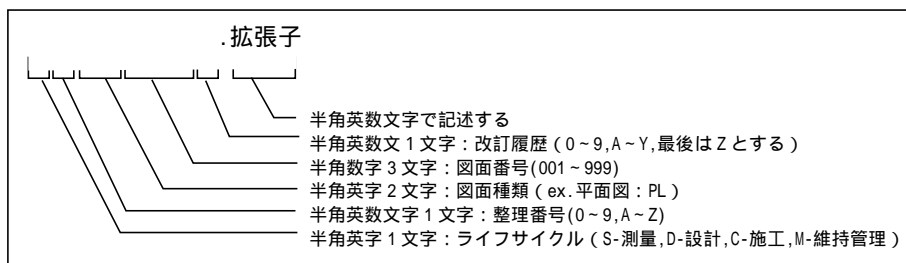 .拡張子
半角英数文字で記述する
半角英数文1文字：改訂履歴（0~9,A~Y,最後はZとする）
半角数字3文字：図面番号(001~999)
半角英字2文字：図面種類（ex.平面図：PL）
半角英数文字1文字：整理番号(0~9,A~Z)
半角英字1文字：ライフサイクル（S-測量,D-設計,C-施工,M-維持管理）